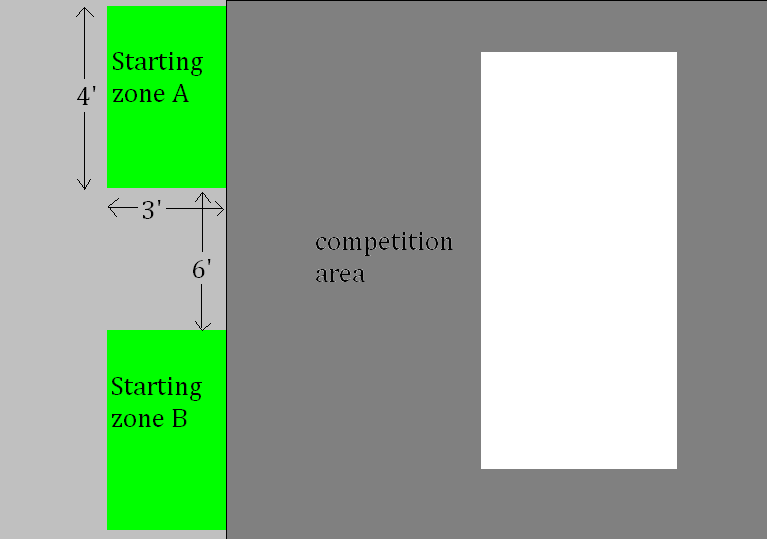 Starting
zone A
4'
3'
6'
competition
area
Starting
zone B